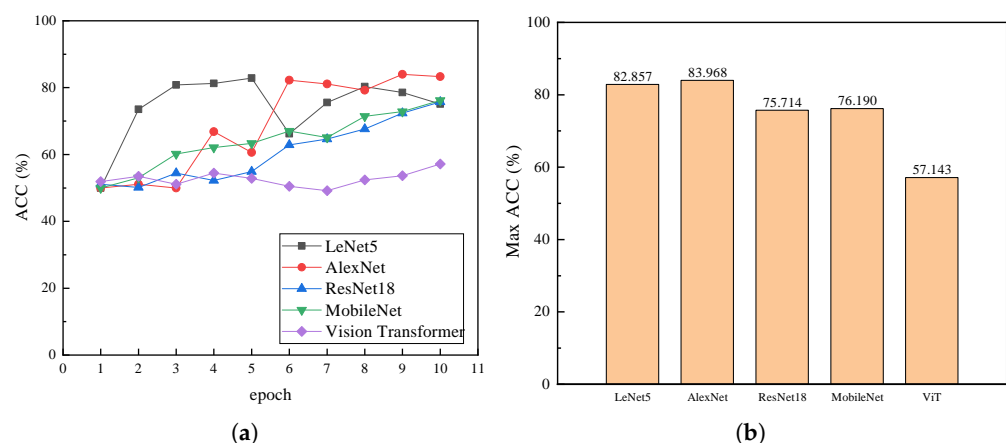 100
80
60
40
20
0
ACC (%)
LeNet5
AlexNet
ResNet18
MobileNet
Vision Transformer
0 1 2 3 4 5 6 7 8 9 10 11
epoch
(a)
100
80
60
40
20
0
Max ACC (%)
82.857
83.968
75.714
76.190
57.143
LeNet5 AlexNet ResNet18 MobileNet ViT
(b)